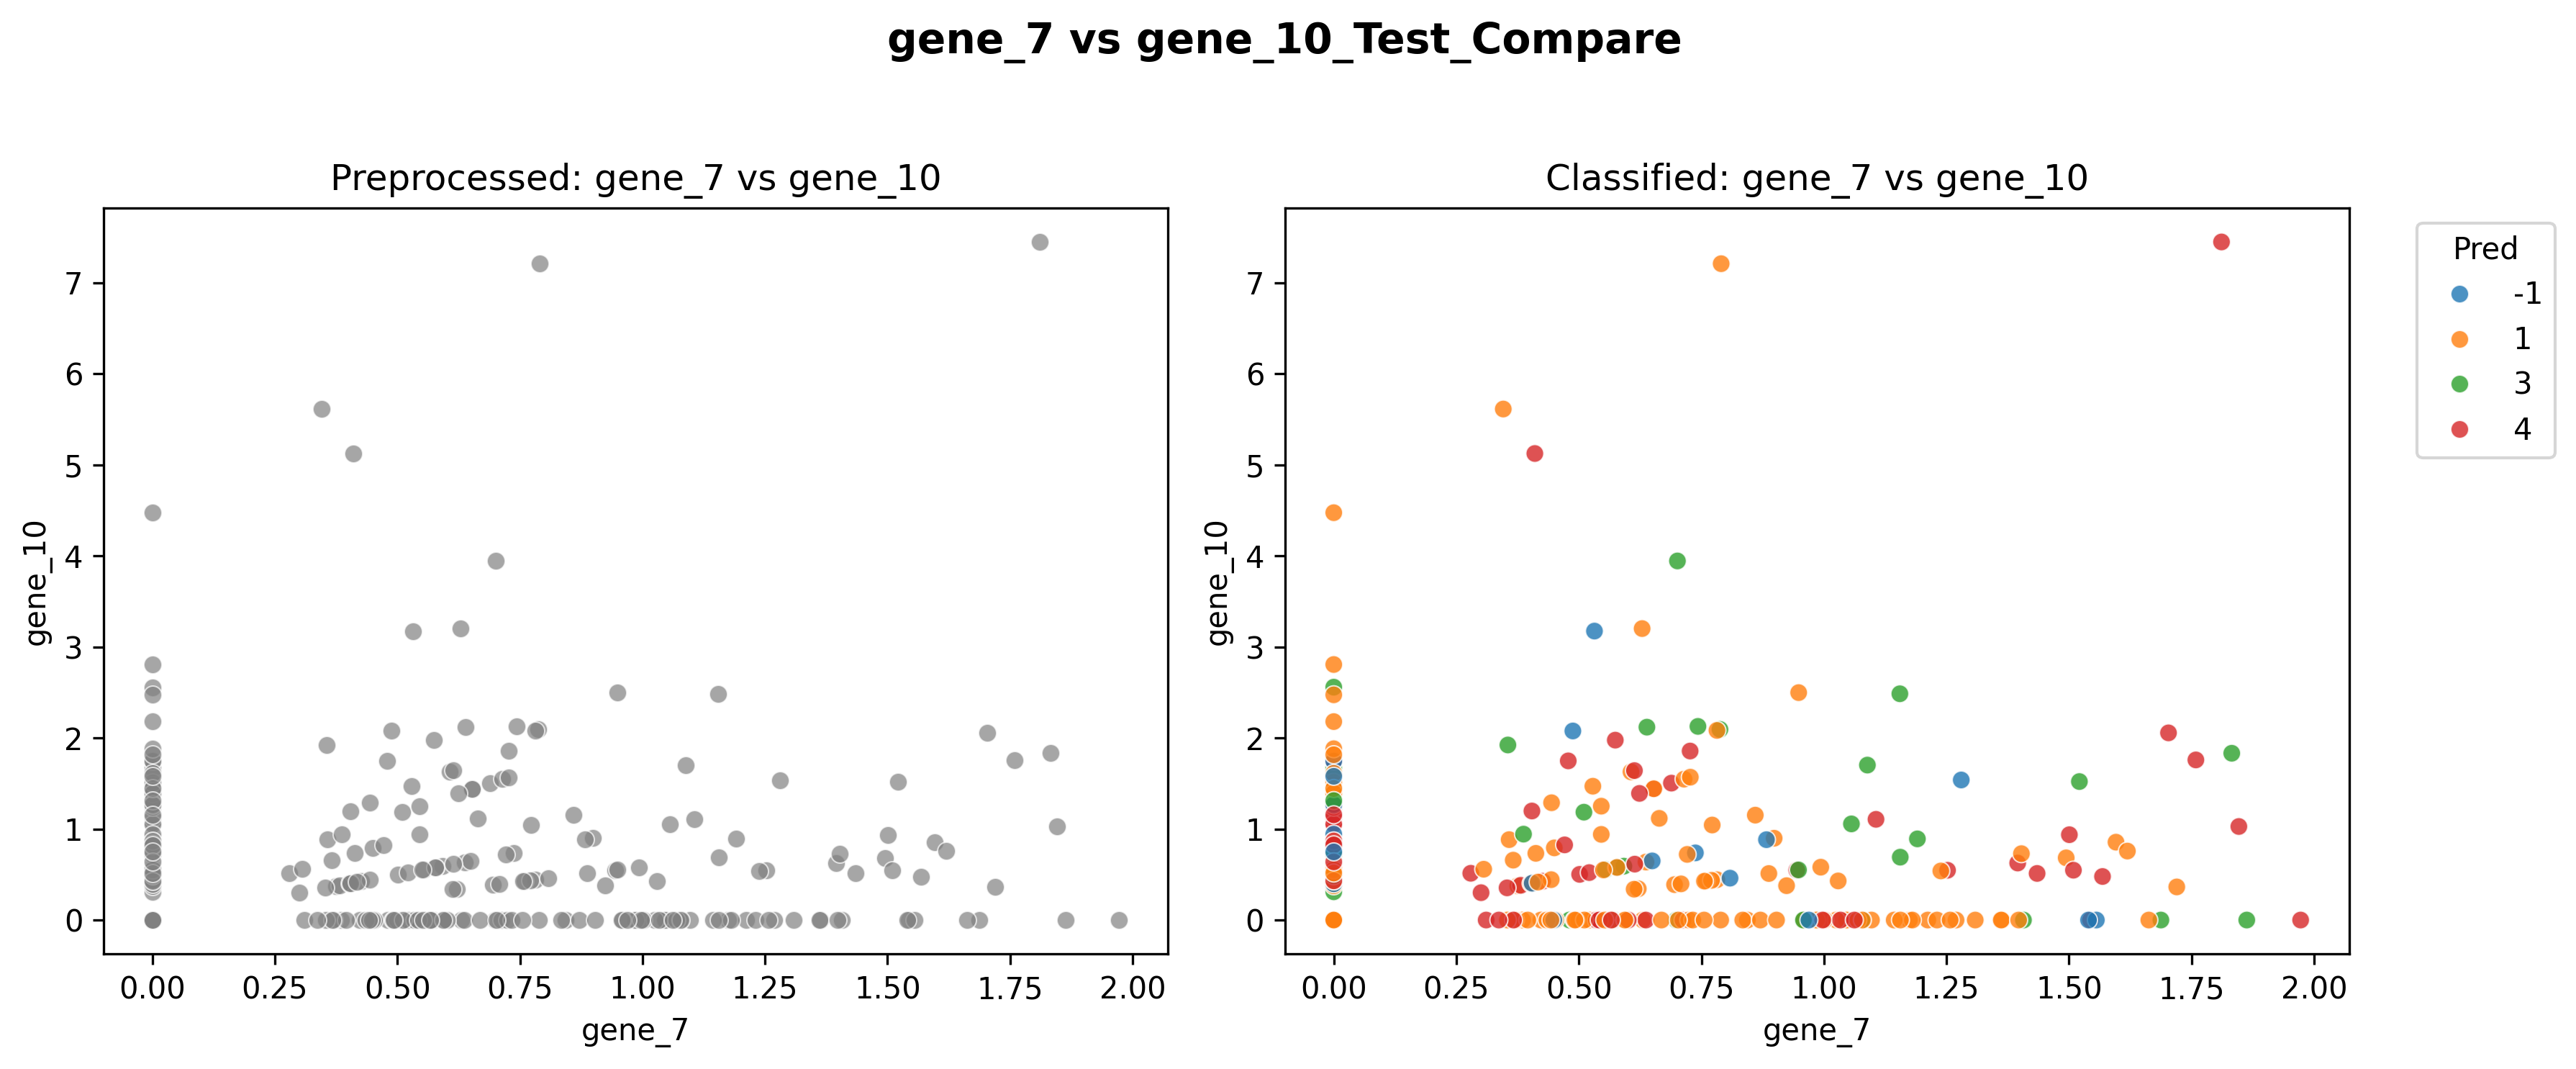 gene_7 vs gene_10_Test_Compare
Preprocessed: gene_7 vs gene_10
gene_10
7
6
5
4
3
2
1
0
0.00 0.25 0.50 0.75 1.00 1.25 1.50 1.75 2.00
gene_7
Classified: gene_7 vs gene_10
gene_10
7
6
5
4
3
2
1
0
0.00 0.25 0.50 0.75 1.00 1.25 1.50 1.75 2.00
gene_7
Pred
-1
1
3
4